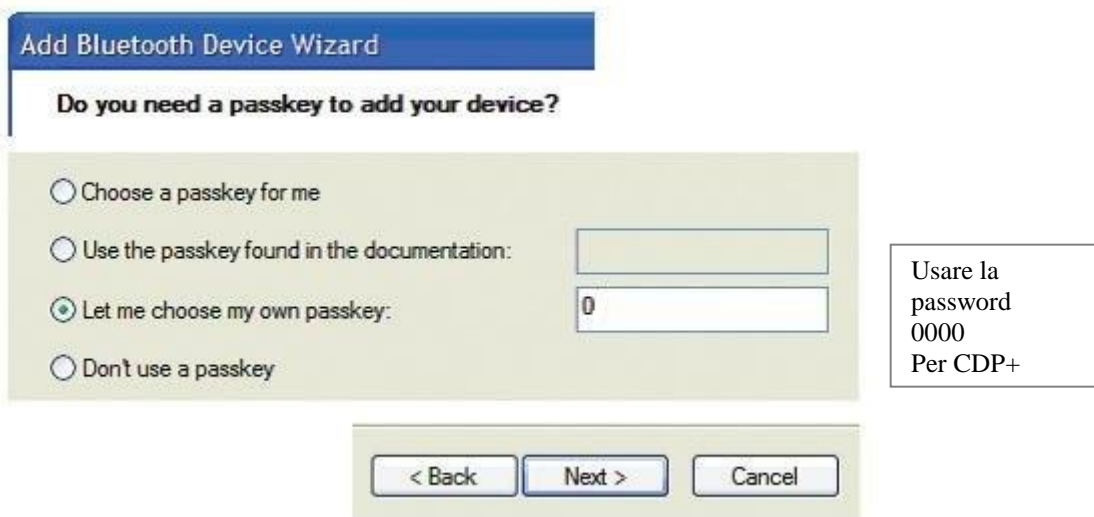 Add Bluetooth Device Wizard
Do you need a passkey to add your device?
Choose a passkey for me
Use the passkey found in the documentation:
Let me choose my own passkey: 0
Don't use a passkey
Usare la
password
0000
Per CDP+
< Back Next > Cancel